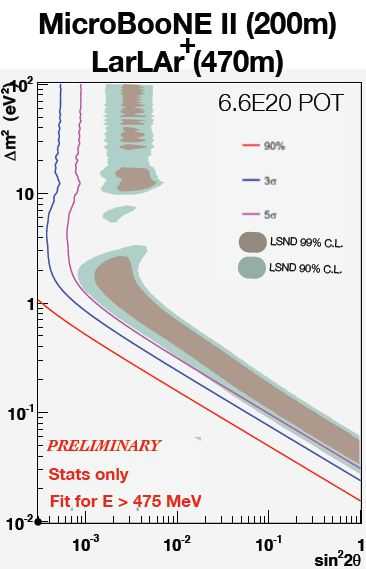 MicroBooNE II (200m)
+
LarLAr (470m)
6.6E20 POT
90%
3σ
5σ
LSND 99% C.L.
LSND 90% C.L.
Δm² (eV²)
10²
10
1
10⁻¹
10⁻²
PRELIMINARY
Stats only
Fit for E > 475 MeV
10⁻³ 10⁻² 10⁻¹ 1
sin²2θ